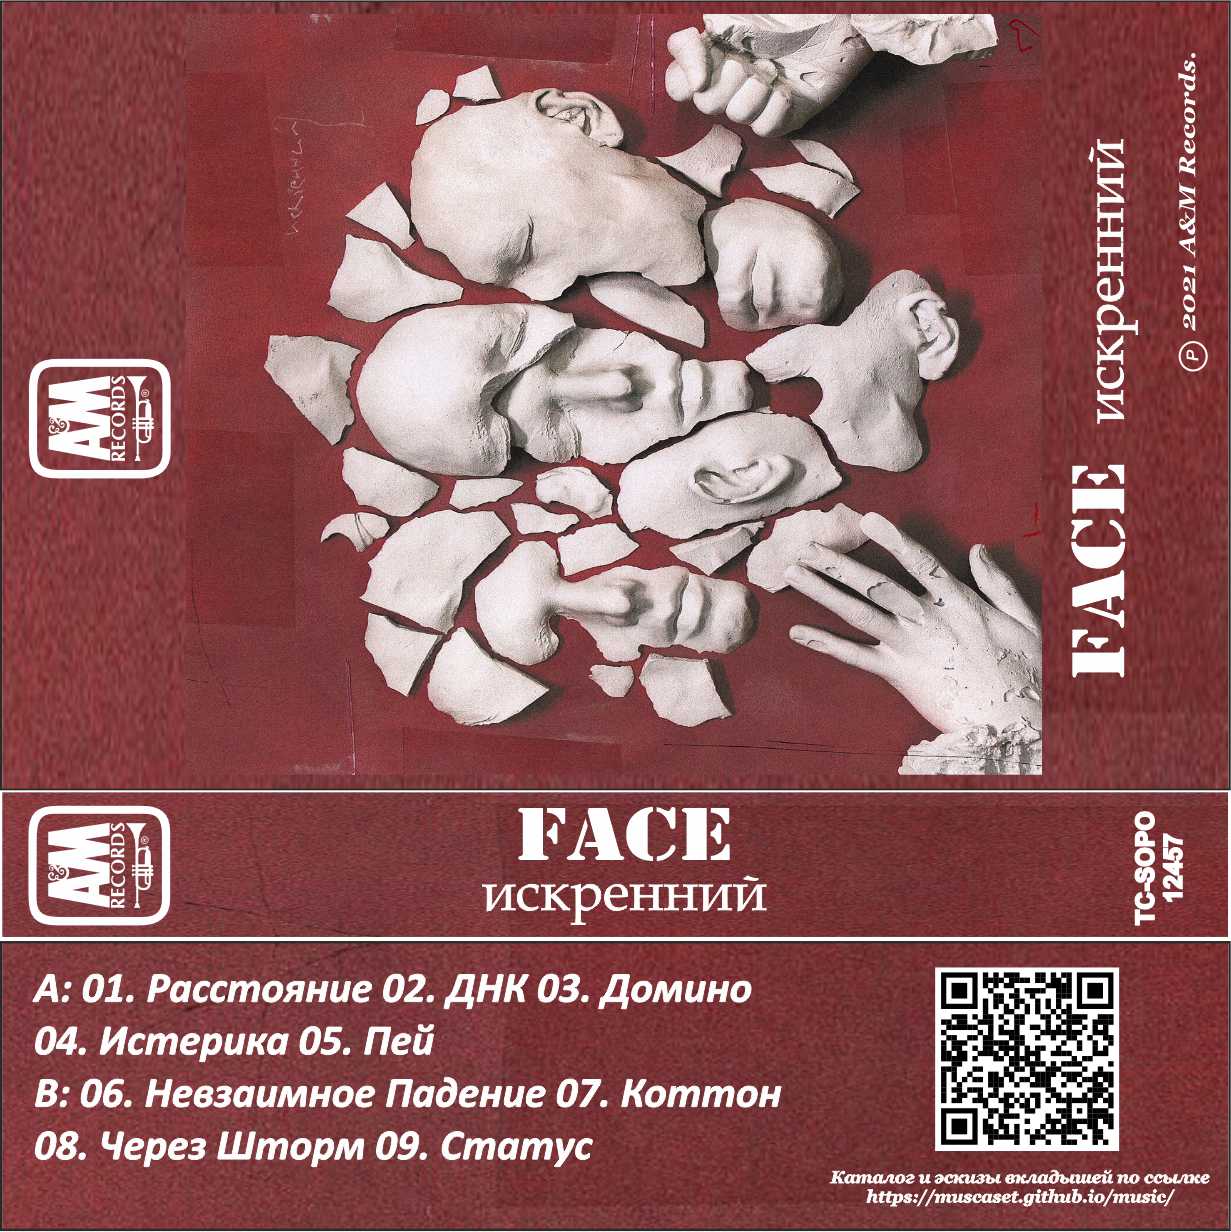 A&M
RECORDS
искренний
FACE искренний
Ⓟ 2021 A&M Records.
A&M
RECORDS
FACE
искренний
TC-SOPO
12457
A: 01. Расстояние 02. ДНК 03. Домино
04. Истерика 05. Пей
B: 06. Невзаимное Падение 07. Коттон
08. Через Шторм 09. Статус
Каталог и эскизы вкладышей по ссылке
https://muscaset.github.io/music/